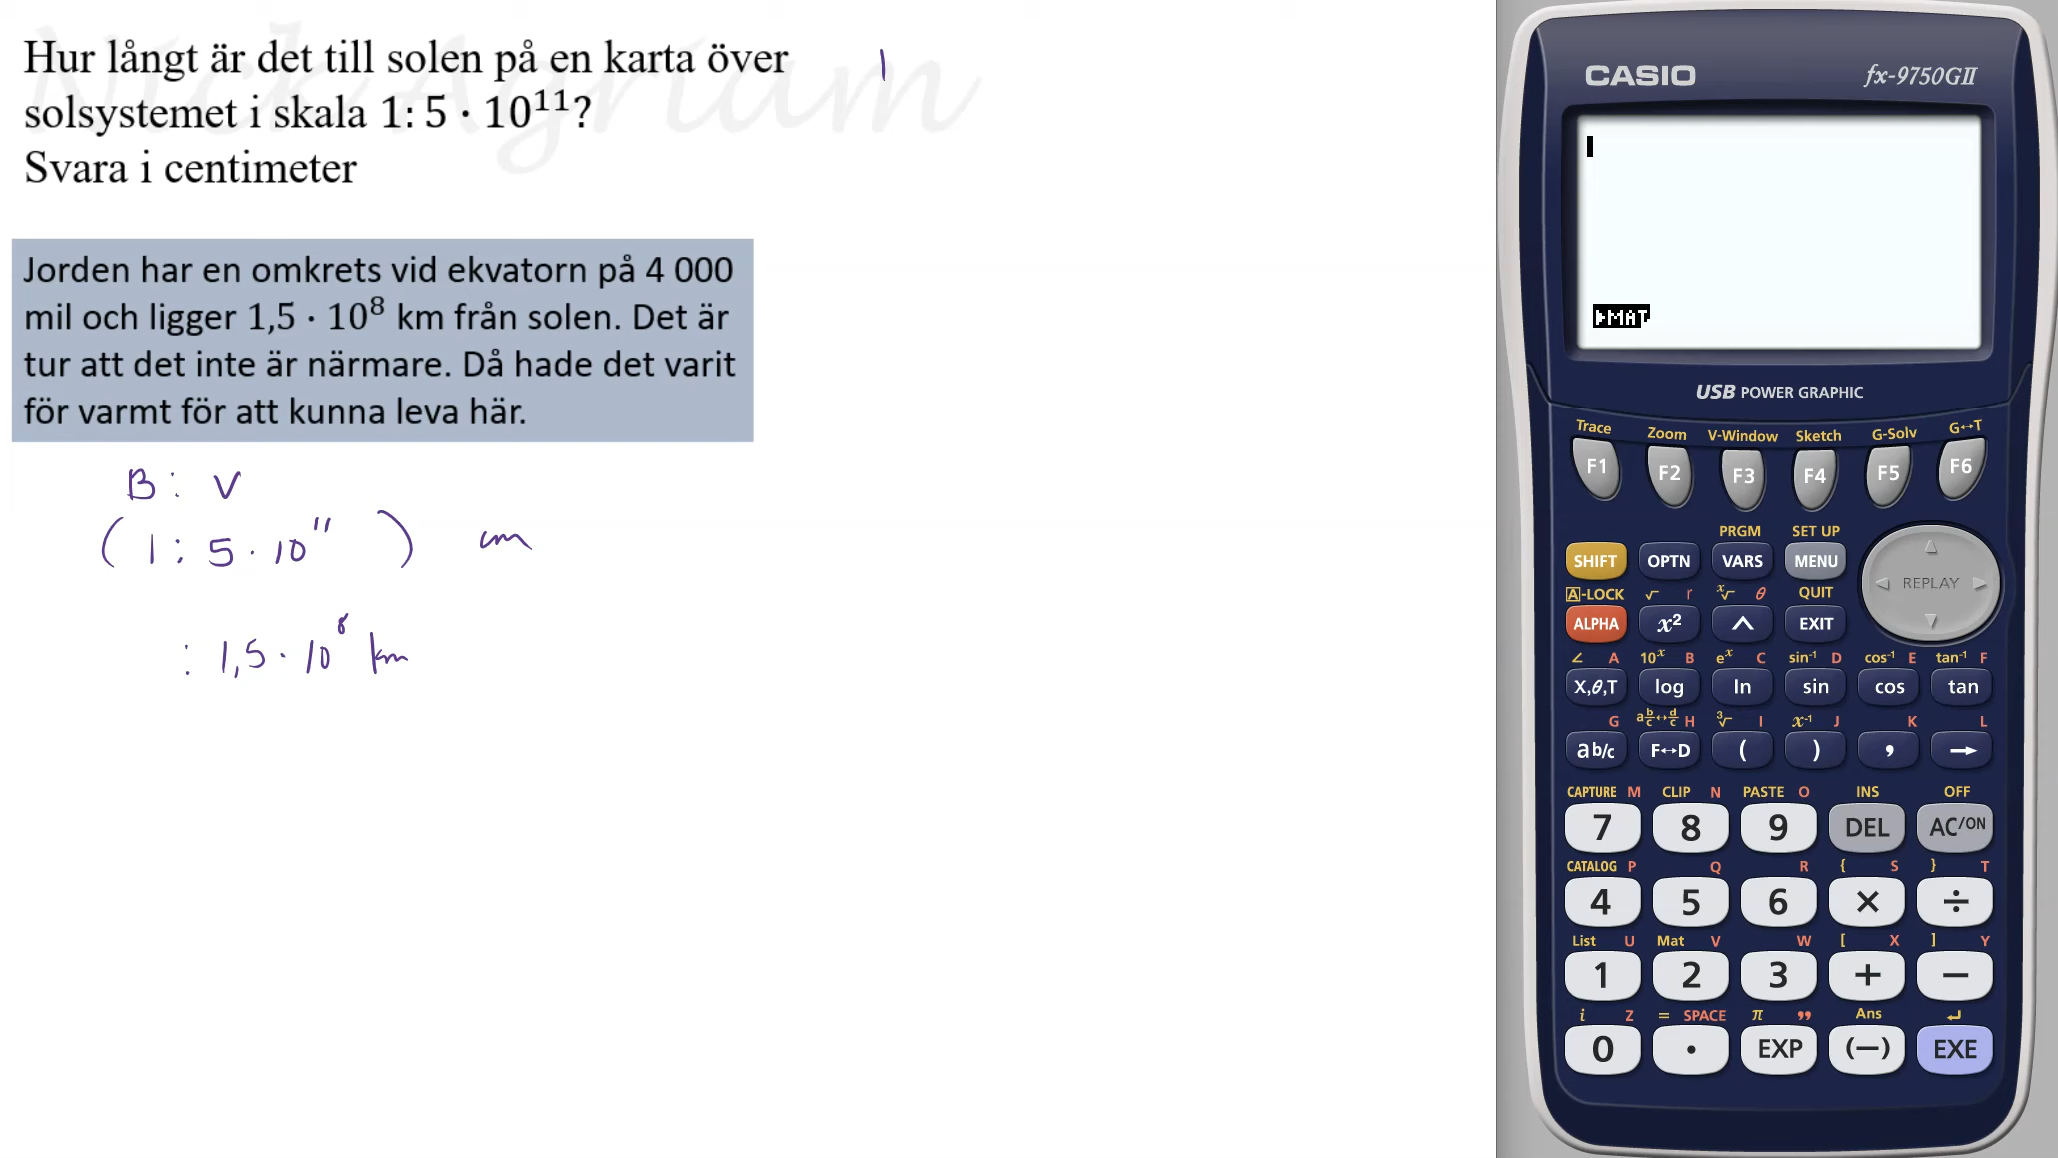 Nick Agriam
Hur långt är det till solen på en karta över
solsystemet i skala 1: 5 · 10¹¹?
Svara i centimeter
1
Jorden har en omkrets vid ekvatorn på 4 000
mil och ligger 1,5 · 10⁸ km från solen. Det är
tur att det inte är närmare. Då hade det varit
för varmt för att kunna leva här.
B : V
( 1 : 5 · 10¹¹ ) cm
: 1,5 · 10⁸ km
CASIO fx-9750GII
▶MAT
USB POWER GRAPHIC
Trace Zoom V-Window Sketch G-Solv G↔T
F1 F2 F3 F4 F5 F6
PRGM SET UP
SHIFT OPTN VARS MENU
REPLAY
A-LOCK √ r ˣ√ θ QUIT
ALPHA x² ^ EXIT
∠ A 10ˣ B eˣ C sin⁻¹ D cos⁻¹ E tan⁻¹ F
X,θ,T log ln sin cos tan
G a b/c↔d/c H ³√ I x⁻¹ J K L
a b/c F↔D ( ) , →
CAPTURE M CLIP N PASTE O INS OFF
7 8 9 DEL AC/ON
CATALOG P Q R { S } T
4 5 6 × ÷
List U Mat V W [ X ] Y
1 2 3 + −
i Z = SPACE π ” Ans ↵
0 · EXP (−) EXE